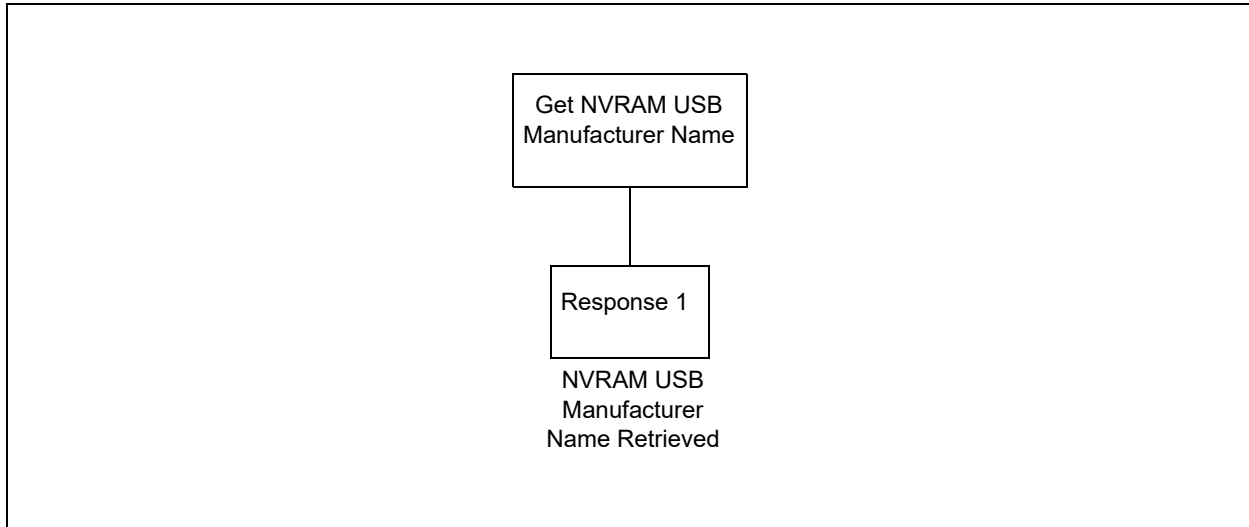 Get NVRAM USB
Manufacturer Name
Response 1
NVRAM USB
Manufacturer
Name Retrieved